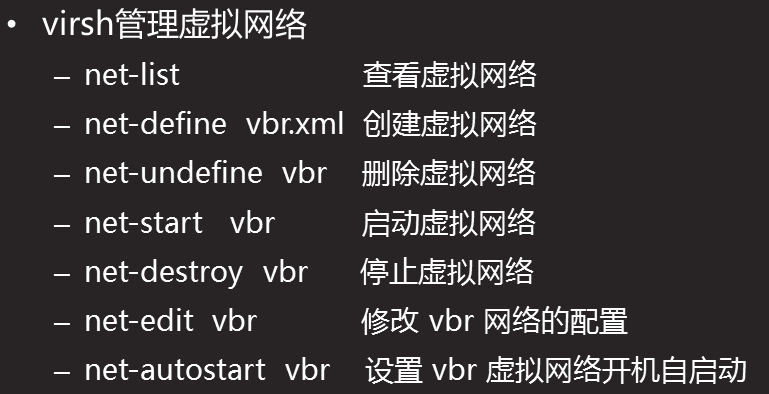 • virsh管理虚拟网络
– net-list 查看虚拟网络
– net-define vbr.xml 创建虚拟网络
– net-undefine vbr 删除虚拟网络
– net-start vbr 启动虚拟网络
– net-destroy vbr 停止虚拟网络
– net-edit vbr 修改 vbr 网络的配置
– net-autostart vbr 设置 vbr 虚拟网络开机自启动